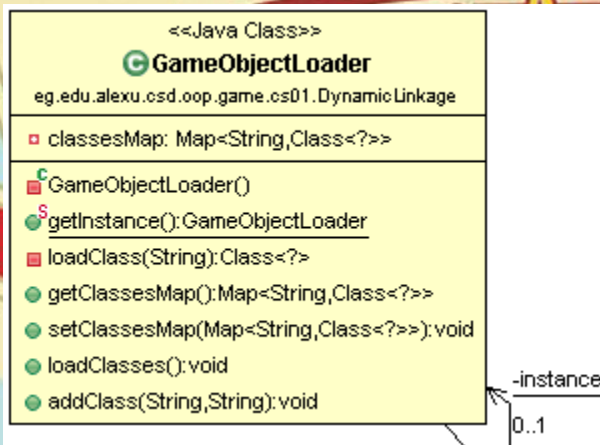 <<Java Class>>
GameObjectLoader
eg.edu.alexu.csd.oop.game.cs01.DynamicLinkage
classesMap: Map<String,Class<?>>
GameObjectLoader()
getInstance():GameObjectLoader
loadClass(String):Class<?>
getClassesMap():Map<String,Class<?>>
setClassesMap(Map<String,Class<?>>):void
loadClasses():void
addClass(String,String):void
-instance
0..1